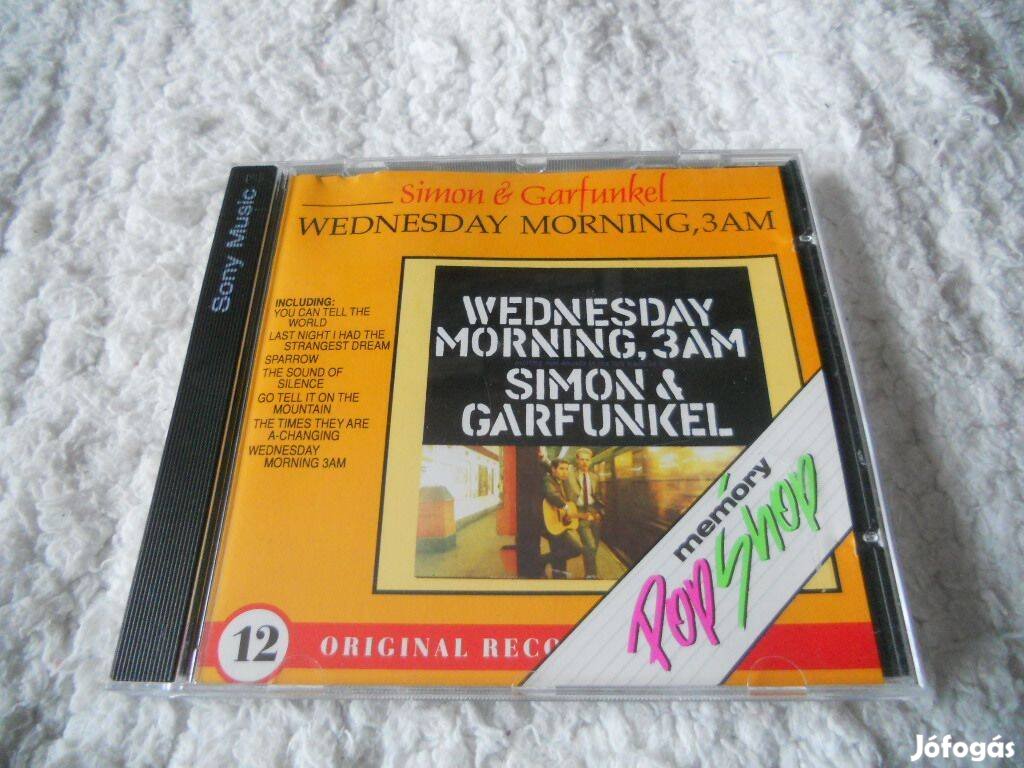 Sony Music
Simon & Garfunkel
WEDNESDAY MORNING,3AM
INCLUDING:
YOU CAN TELL THE
WORLD
LAST NIGHT I HAD THE
STRANGEST DREAM
SPARROW
THE SOUND OF
SILENCE
GO TELL IT ON THE
MOUNTAIN
THE TIMES THEY ARE
A-CHANGING
WEDNESDAY
MORNING 3AM
WEDNESDAY
MORNING, 3AM
SIMON &
GARFUNKEL
memory
Pop Shop
12 ORIGINAL RECO
Jófogás